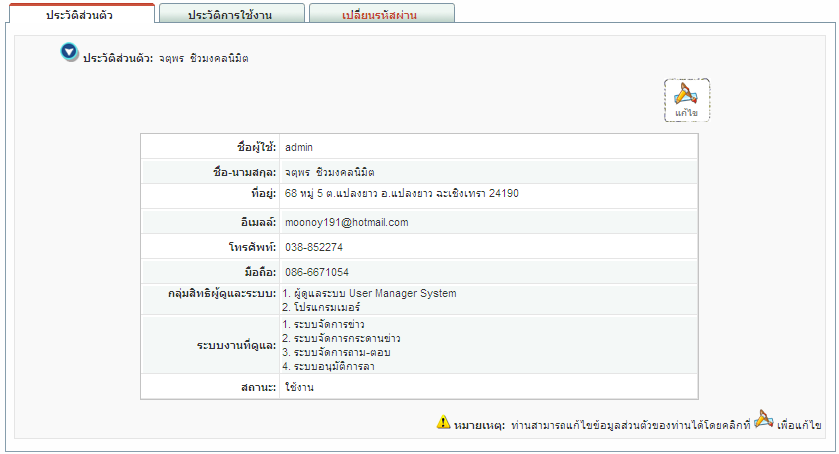 ประวัติส่วนตัว ประวัติการใช้งาน เปลี่ยนรหัสผ่าน
ประวัติส่วนตัว: จตุพร ชิวมงคลนิมิต
แก้ไข
ชื่อผู้ใช้: admin
ชื่อ-นามสกุล: จตุพร ชิวมงคลนิมิต
ที่อยู่: 68 หมู่ 5 ต.แปลงยาว อ.แปลงยาว ฉะเชิงเทรา 24190
อีเมลล์: moonoy191@hotmail.com
โทรศัพท์: 038-852274
มือถือ: 086-6671054
กลุ่มสิทธิผู้ดูและระบบ: 1. ผู้ดูแลระบบ User Manager System
2. โปรแกรมเมอร์
ระบบงานที่ดูแล: 1. ระบบจัดการข่าว
2. ระบบจัดการกระดานข่าว
3. ระบบจัดการถาม-ตอบ
4. ระบบอนุมัติการลา
สถานะ: ใช้งาน
หมายเหตุ: ท่านสามารถแก้ไขข้อมูลส่วนตัวของท่านได้โดยคลิกที่ เพื่อแก้ไข